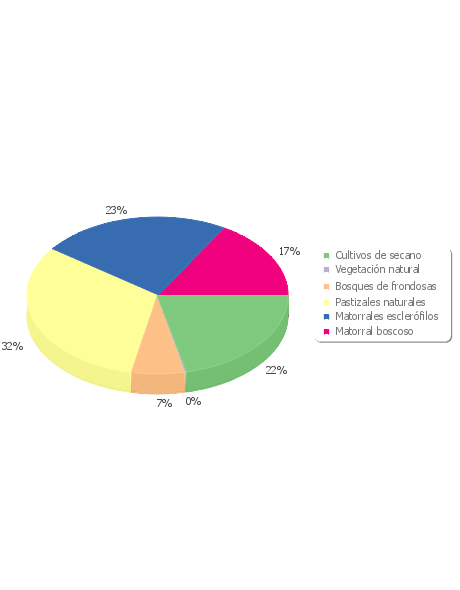 23%
17%
32%
22%
7%
0%
Cultivos de secano
Vegetación natural
Bosques de frondosas
Pastizales naturales
Matorrales esclerófilos
Matorral boscoso